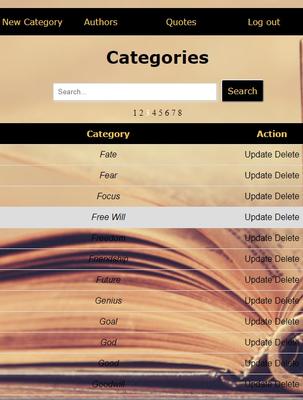 New Category Authors Quotes Log out
Categories
Search... Search
1 2 4 5 6 7 8
Category Action
Fate Update Delete
Fear Update Delete
Focus Update Delete
Free Will Update Delete
Freedom Update Delete
Friendship Update Delete
Future Update Delete
Genius Update Delete
Goal Update Delete
God Update Delete
Good Update Delete
Goodwill Update Delete